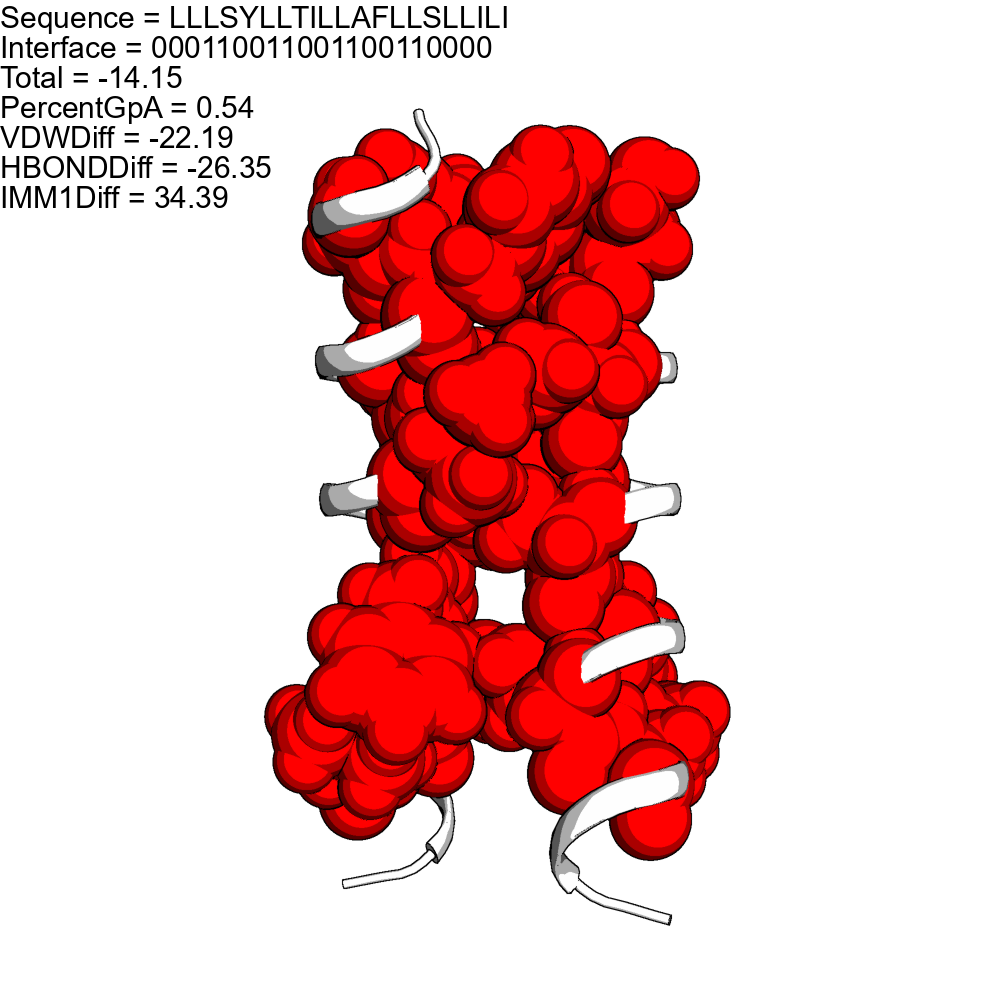 Sequence = LLLSYLLTILLAFLLSLLILI
Interface = 000110011001100110000
Total = -14.15
PercentGpA = 0.54
VDWDiff = -22.19
HBONDDiff = -26.35
IMM1Diff = 34.39